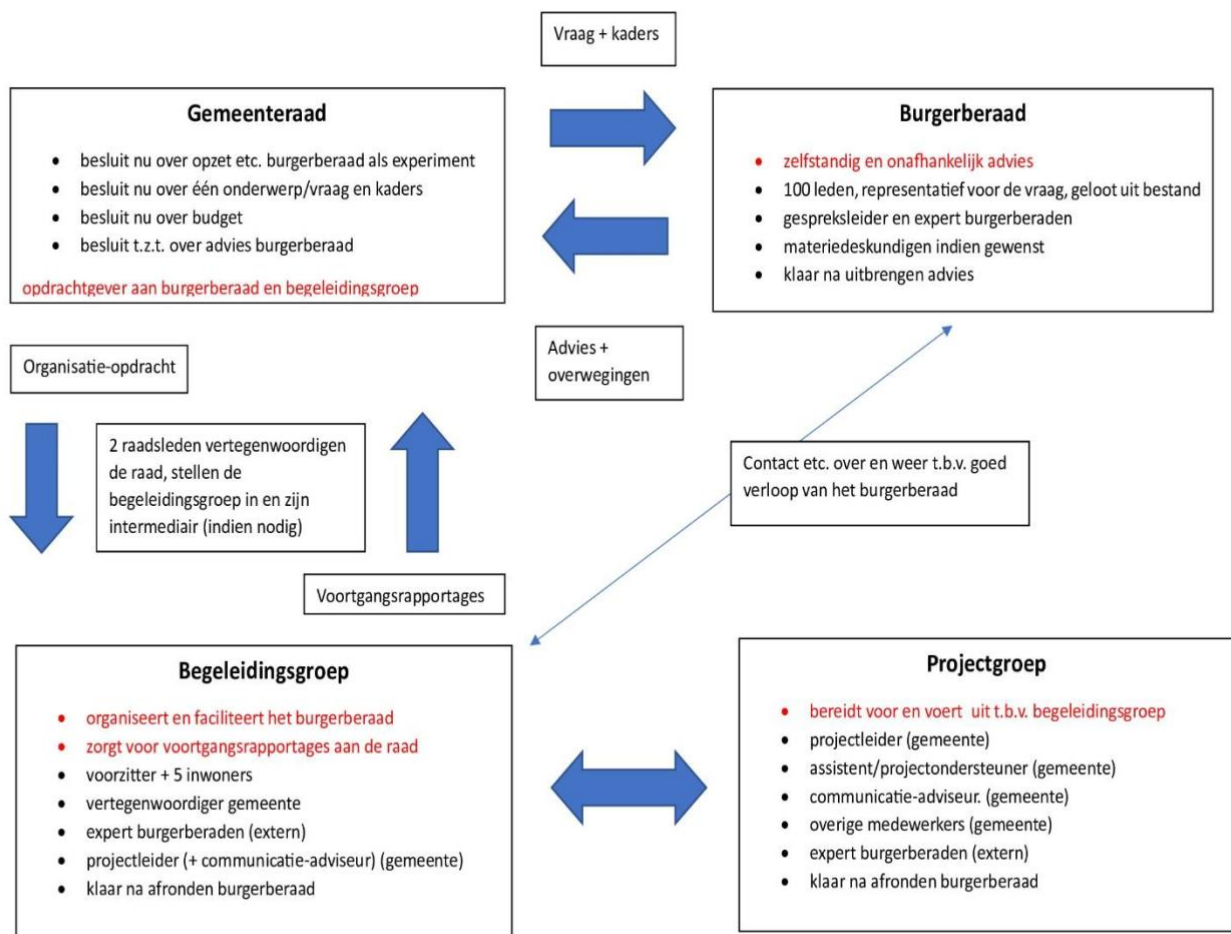 Vraag + kaders
Gemeenteraad
• besluit nu over opzet etc. burgerberaad als experiment
• besluit nu over één onderwerp/vraag en kaders
• besluit nu over budget
• besluit t.z.t. over advies burgerberaad
opdrachtgever aan burgerberaad en begeleidingsgroep
Burgerberaad
• zelfstandig en onafhankelijk advies
• 100 leden, representatief voor de vraag, geloot uit bestand
• gespreksleider en expert burgerberaden
• materiedeskundigen indien gewenst
• klaar na uitbrengen advies
Advies +
overwegingen
Organisatie-opdracht
2 raadsleden vertegenwoordigen
de raad, stellen de
begeleidingsgroep in en zijn
intermediair (indien nodig)
Contact etc. over en weer t.b.v. goed
verloop van het burgerberaad
Voortgangsrapportages
Begeleidingsgroep
• organiseert en faciliteert het burgerberaad
• zorgt voor voortgangsrapportages aan de raad
• voorzitter + 5 inwoners
• vertegenwoordiger gemeente
• expert burgerberaden (extern)
• projectleider (+ communicatie-adviseur) (gemeente)
• klaar na afronden burgerberaad
Projectgroep
• bereidt voor en voert uit t.b.v. begeleidingsgroep
• projectleider (gemeente)
• assistent/projectondersteuner (gemeente)
• communicatie-adviseur. (gemeente)
• overige medewerkers (gemeente)
• expert burgerberaden (extern)
• klaar na afronden burgerberaad